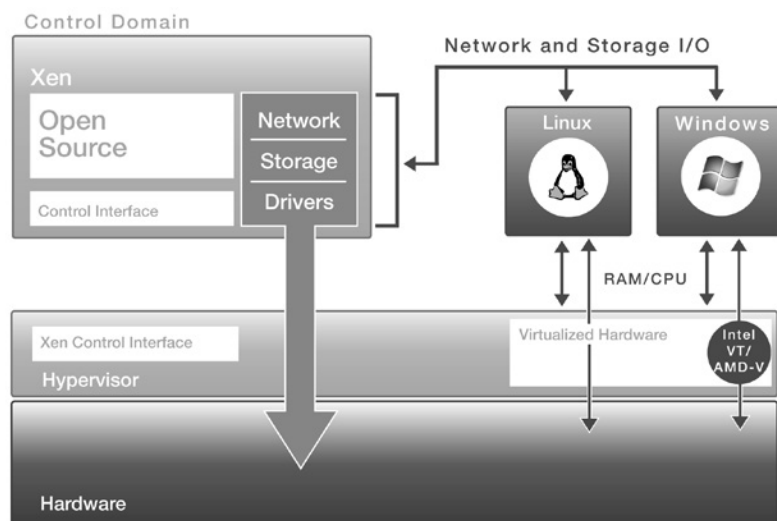 Control Domain
Network and Storage I/O
Xen
Open
Source
Control Interface
Network
Storage
Drivers
Linux
Windows
RAM/CPU
Xen Control Interface
Hypervisor
Virtualized Hardware
Intel
VT/
AMD-V
Hardware